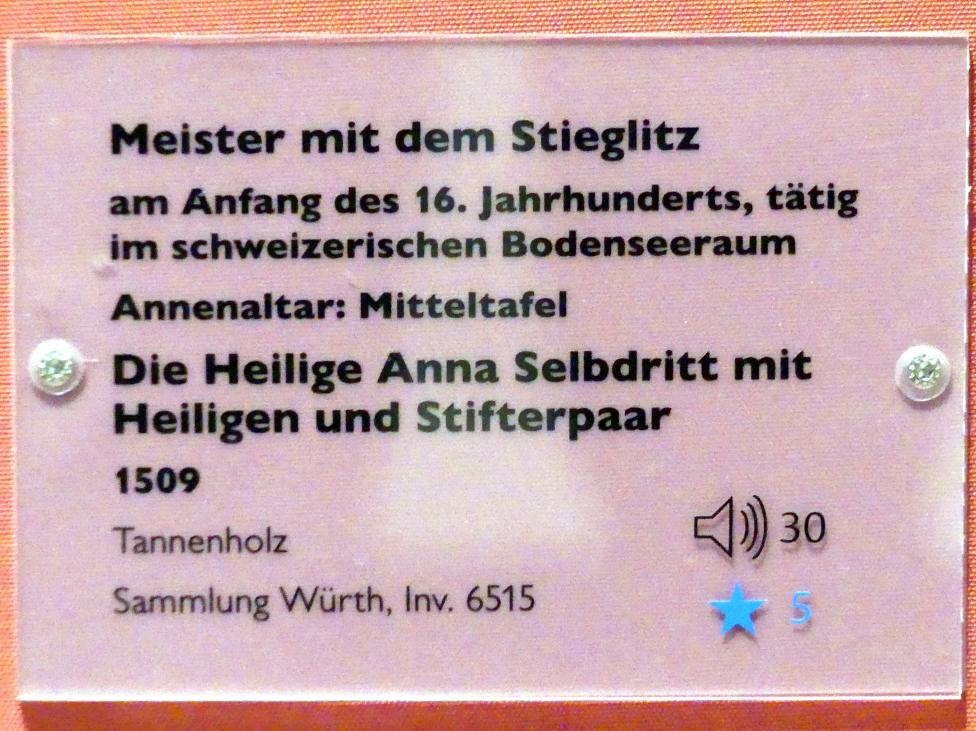 Meister mit dem Stieglitz
am Anfang des 16. Jahrhunderts, tätig
im schweizerischen Bodenseeraum
Annenaltar: Mitteltafel
Die Heilige Anna Selbdritt mit
Heiligen und Stifterpaar
1509
Tannenholz
30
Sammlung Würth, Inv. 6515
5